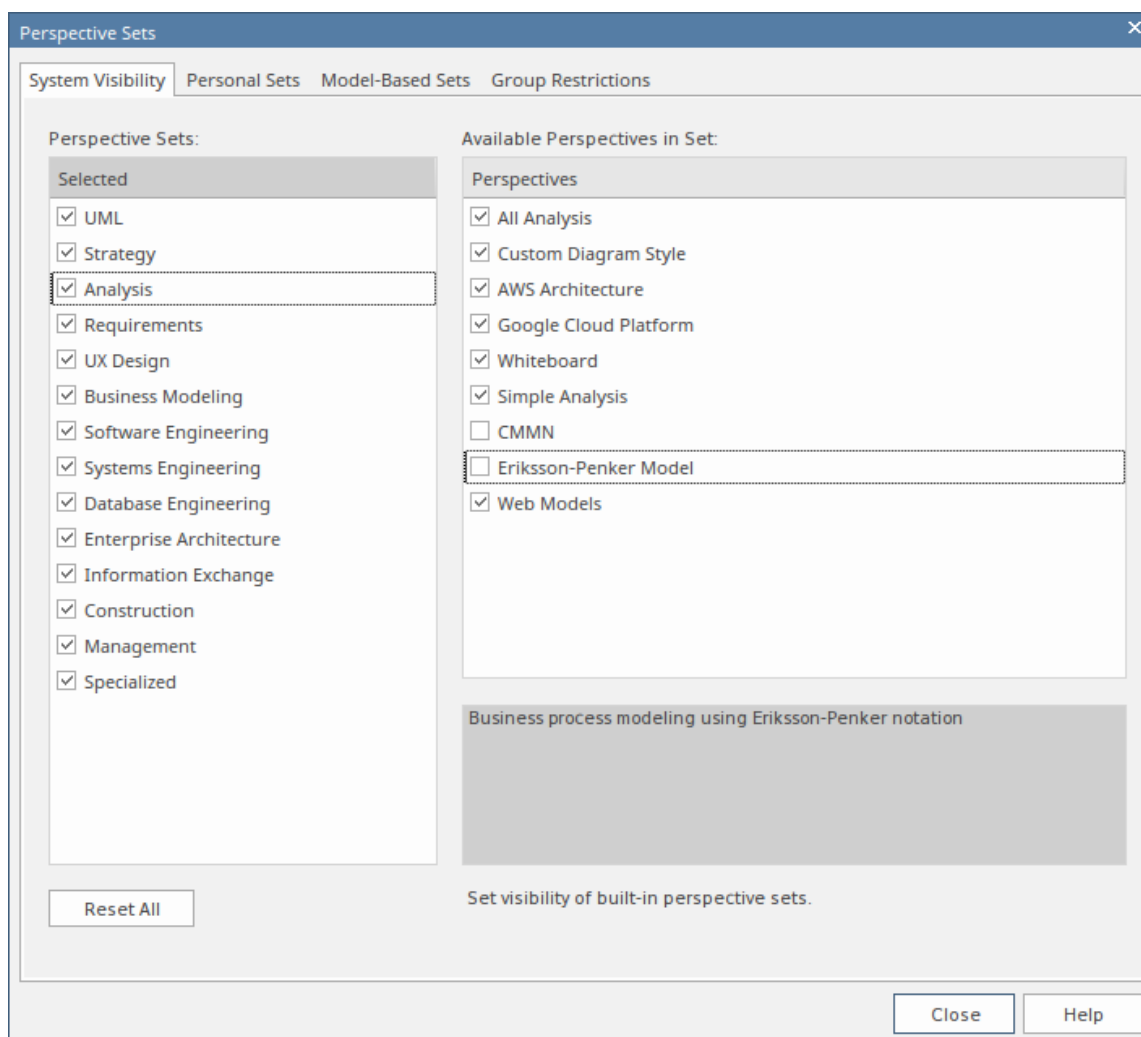 Perspective Sets
System Visibility Personal Sets Model-Based Sets Group Restrictions
Perspective Sets:
Selected
UML
Strategy
Analysis
Requirements
UX Design
Business Modeling
Software Engineering
Systems Engineering
Database Engineering
Enterprise Architecture
Information Exchange
Construction
Management
Specialized
Reset All
Available Perspectives in Set:
Perspectives
All Analysis
Custom Diagram Style
AWS Architecture
Google Cloud Platform
Whiteboard
Simple Analysis
CMMN
Eriksson-Penker Model
Web Models
Business process modeling using Eriksson-Penker notation
Set visibility of built-in perspective sets.
Close Help